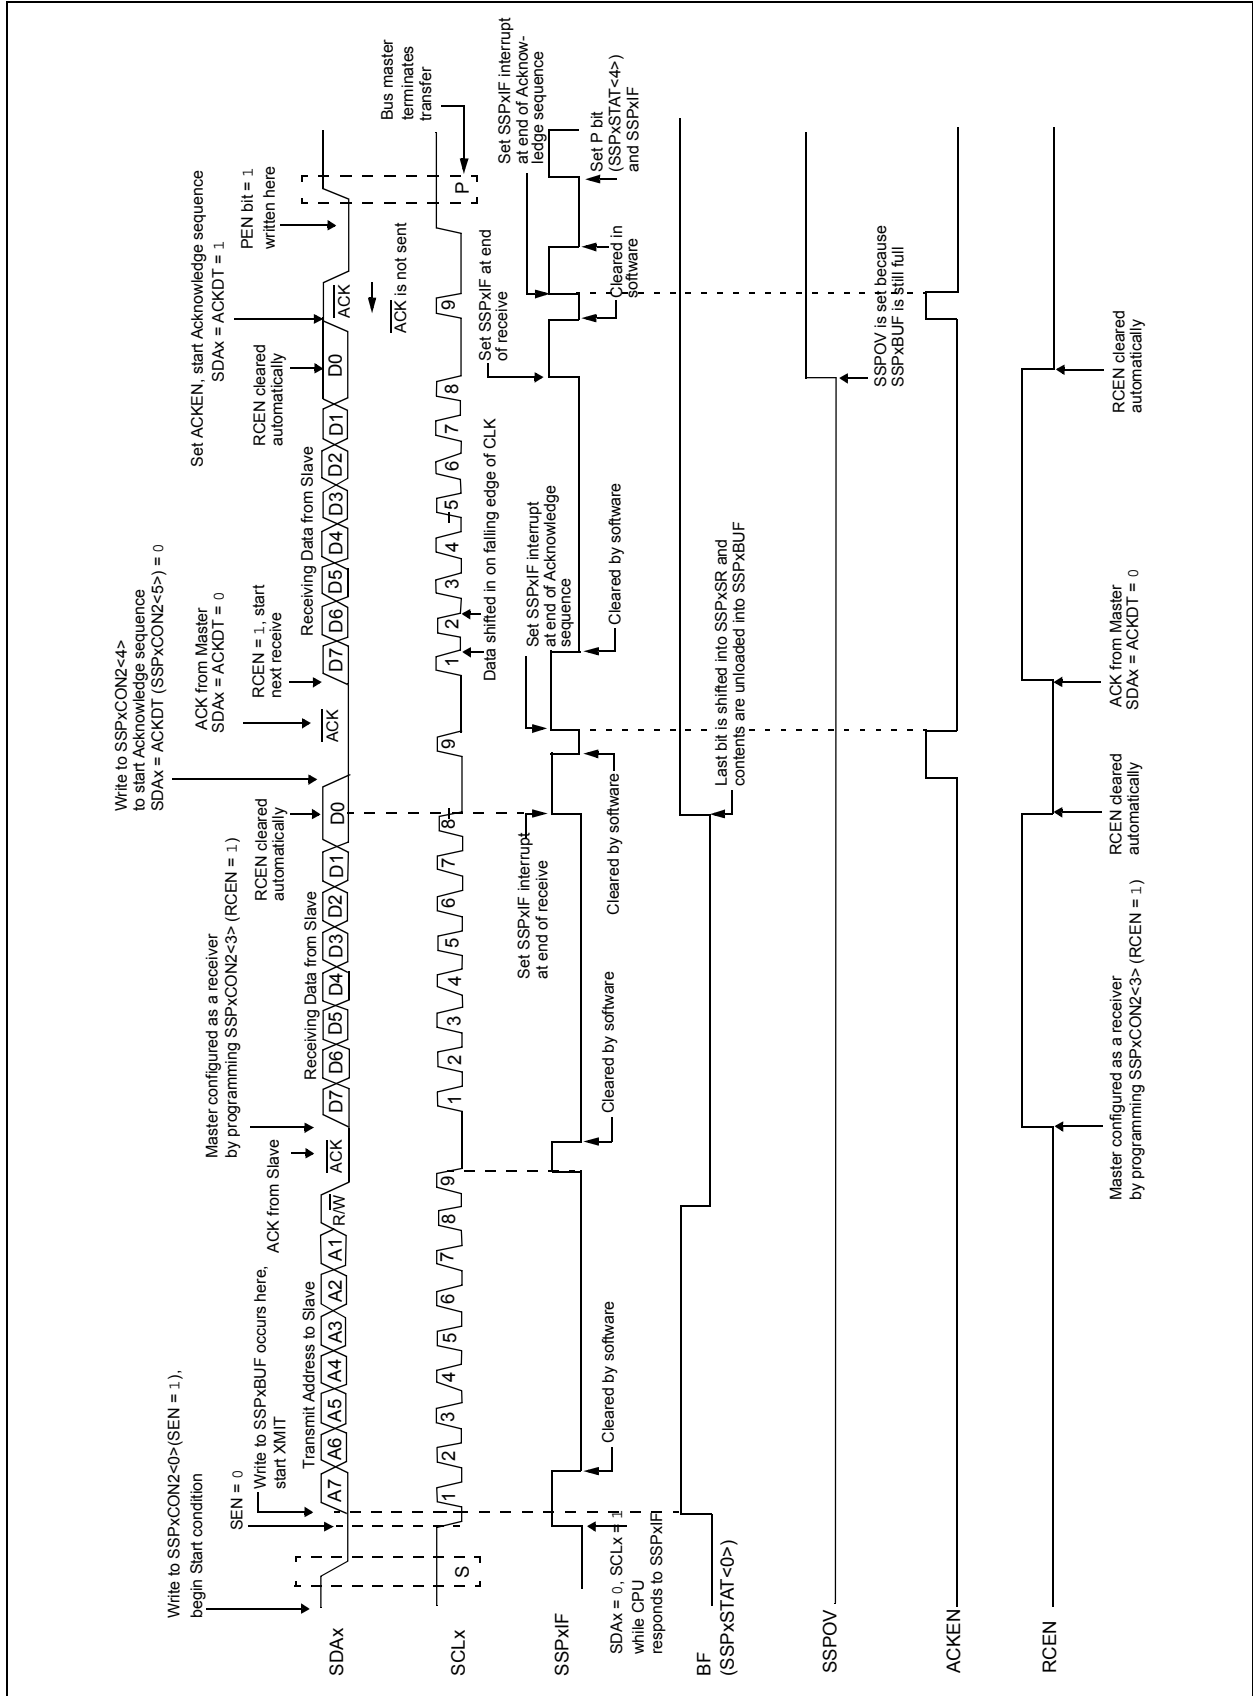 Write to SSPxCON2<0>(SEN = 1),
begin Start condition
SEN = 0
Write to SSPxBUF occurs here,
start XMIT
ACK from Slave
Master configured as a receiver
by programming SSPxCON2<3> (RCEN = 1)
RCEN cleared
automatically
Write to SSPxCON2<4>
to start Acknowledge sequence
SDAx = ACKDT (SSPxCON2<5>) = 0
ACK from Master
SDAx = ACKDT = 0
RCEN = 1, start
next receive
RCEN cleared
automatically
Set ACKEN, start Acknowledge sequence
SDAx = ACKDT = 1
PEN bit = 1
written here
Transmit Address to Slave
Receiving Data from Slave
Receiving Data from Slave
SDAx
A7 A6 A5 A4 A3 A2 A1 R/W ACK D7 D6 D5 D4 D3 D2 D1 D0 ACK D7 D6 D5 D4 D3 D2 D1 D0 ACK
ACK is not sent
Bus master
terminates
transfer
SCLx
S 1 2 3 4 5 6 7 8 9 1 2 3 4 5 6 7 8 9 1 2 3 4 5 6 7 8 9 P
Data shifted in on falling edge of CLK
Set SSPxIF interrupt
at end of receive
Set SSPxIF interrupt
at end of Acknowledge
sequence
Set SSPxIF at end
of receive
Set SSPxIF interrupt
at end of Acknow-
ledge sequence
SSPxIF
SDAx = 0, SCLx = 1
while CPU
responds to SSPxIF
Cleared by software
Cleared by software
Cleared by software
Cleared by software
Cleared in
software
Set P bit
(SSPxSTAT<4>)
and SSPxIF
BF
(SSPxSTAT<0>)
Last bit is shifted into SSPxSR and
contents are unloaded into SSPxBUF
SSPOV
SSPOV is set because
SSPxBUF is still full
ACKEN
RCEN
Master configured as a receiver
by programming SSPxCON2<3> (RCEN = 1)
RCEN cleared
automatically
ACK from Master
SDAx = ACKDT = 0
RCEN cleared
automatically